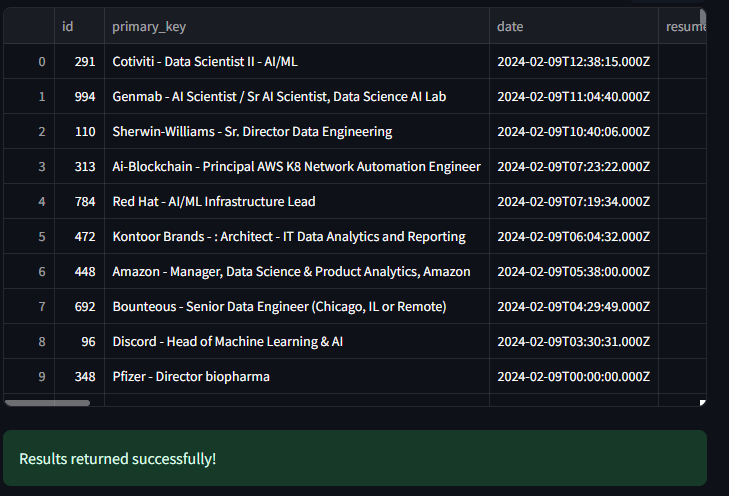 id primary_key date resume
0 291 Cotiviti - Data Scientist II - AI/ML 2024-02-09T12:38:15.000Z
1 994 Genmab - AI Scientist / Sr AI Scientist, Data Science AI Lab 2024-02-09T11:04:40.000Z
2 110 Sherwin-Williams - Sr. Director Data Engineering 2024-02-09T10:40:06.000Z
3 313 Ai-Blockchain - Principal AWS K8 Network Automation Engineer 2024-02-09T07:23:22.000Z
4 784 Red Hat - AI/ML Infrastructure Lead 2024-02-09T07:19:34.000Z
5 472 Kontoor Brands - : Architect - IT Data Analytics and Reporting 2024-02-09T06:04:32.000Z
6 448 Amazon - Manager, Data Science & Product Analytics, Amazon 2024-02-09T05:38:00.000Z
7 692 Bounteous - Senior Data Engineer (Chicago, IL or Remote) 2024-02-09T04:29:49.000Z
8 96 Discord - Head of Machine Learning & AI 2024-02-09T03:30:31.000Z
9 348 Pfizer - Director biopharma 2024-02-09T00:00:00.000Z
Results returned successfully!